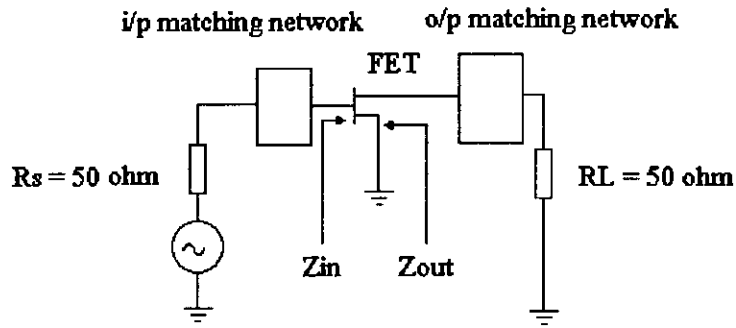 i/p matching network
o/p matching network
FET
Rs = 50 ohm
RL = 50 ohm
Zin
Zout